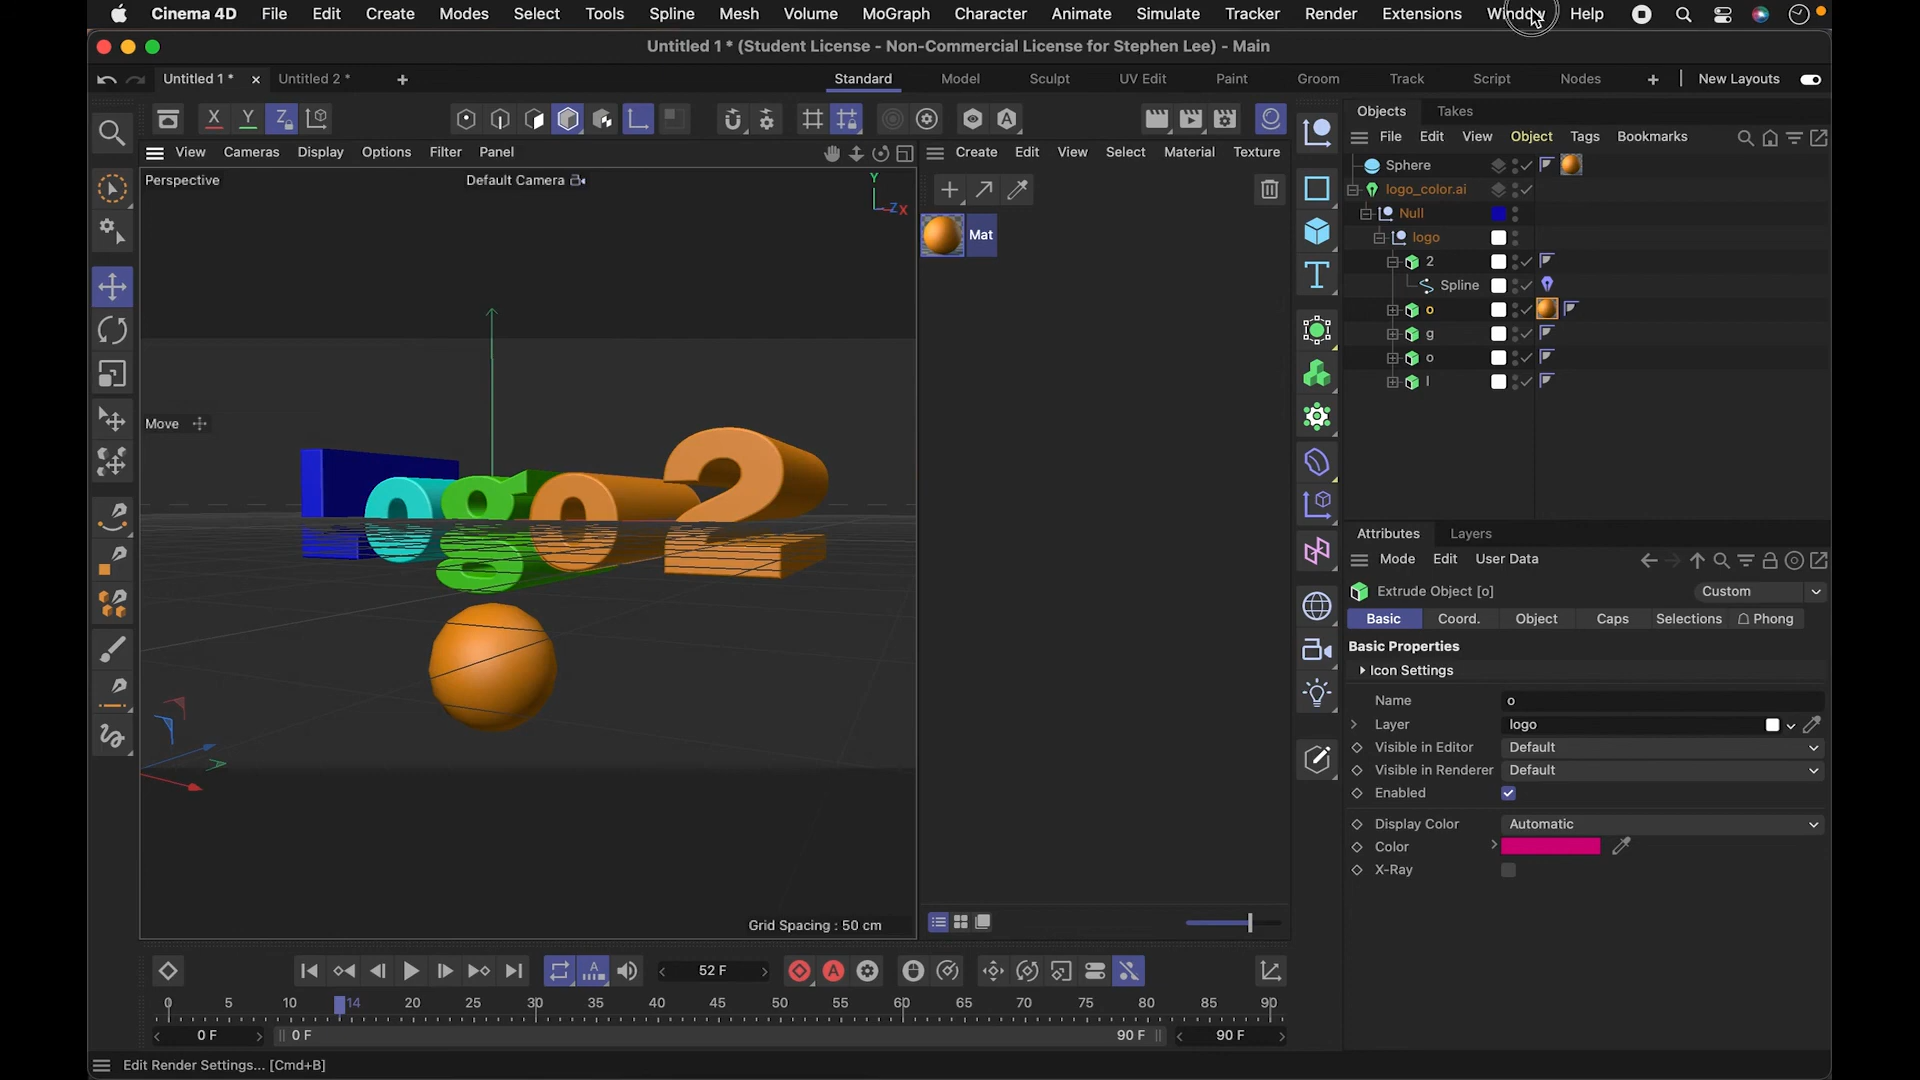 Cinema 4D File Edit Create Modes Select Tools Spline Mesh Volume MoGraph Character Animate Simulate Tracker Render Extensions Window Help
Untitled 1 * (Student License - Non-Commercial License for Stephen Lee) - Main
Untitled 1 * Untitled 2 * Standard Model Sculpt UV Edit Paint Groom Track Script Nodes New Layouts
X Y Z
Objects Takes
File Edit View Object Tags Bookmarks
View Cameras Display Options Filter Panel
Create Edit View Select Material Texture
Perspective Default Camera
Y
Z X
Mat
Sphere
logo_color.ai
Null
logo
2
Spline
o
g
o
l
Move
logo2
Attributes Layers
Mode Edit User Data
Extrude Object [o] Custom
Basic Coord. Object Caps Selections Phong
Basic Properties
Icon Settings
Name o
Layer logo
Visible in Editor Default
Visible in Renderer Default
Enabled
Display Color Automatic
Color
X-Ray
Grid Spacing : 50 cm
52 F
0 5 10 14 20 25 30 35 40 45 50 55 60 65 70 75 80 85 90
0 F 0 F 90 F 90 F
Edit Render Settings... [Cmd+B]